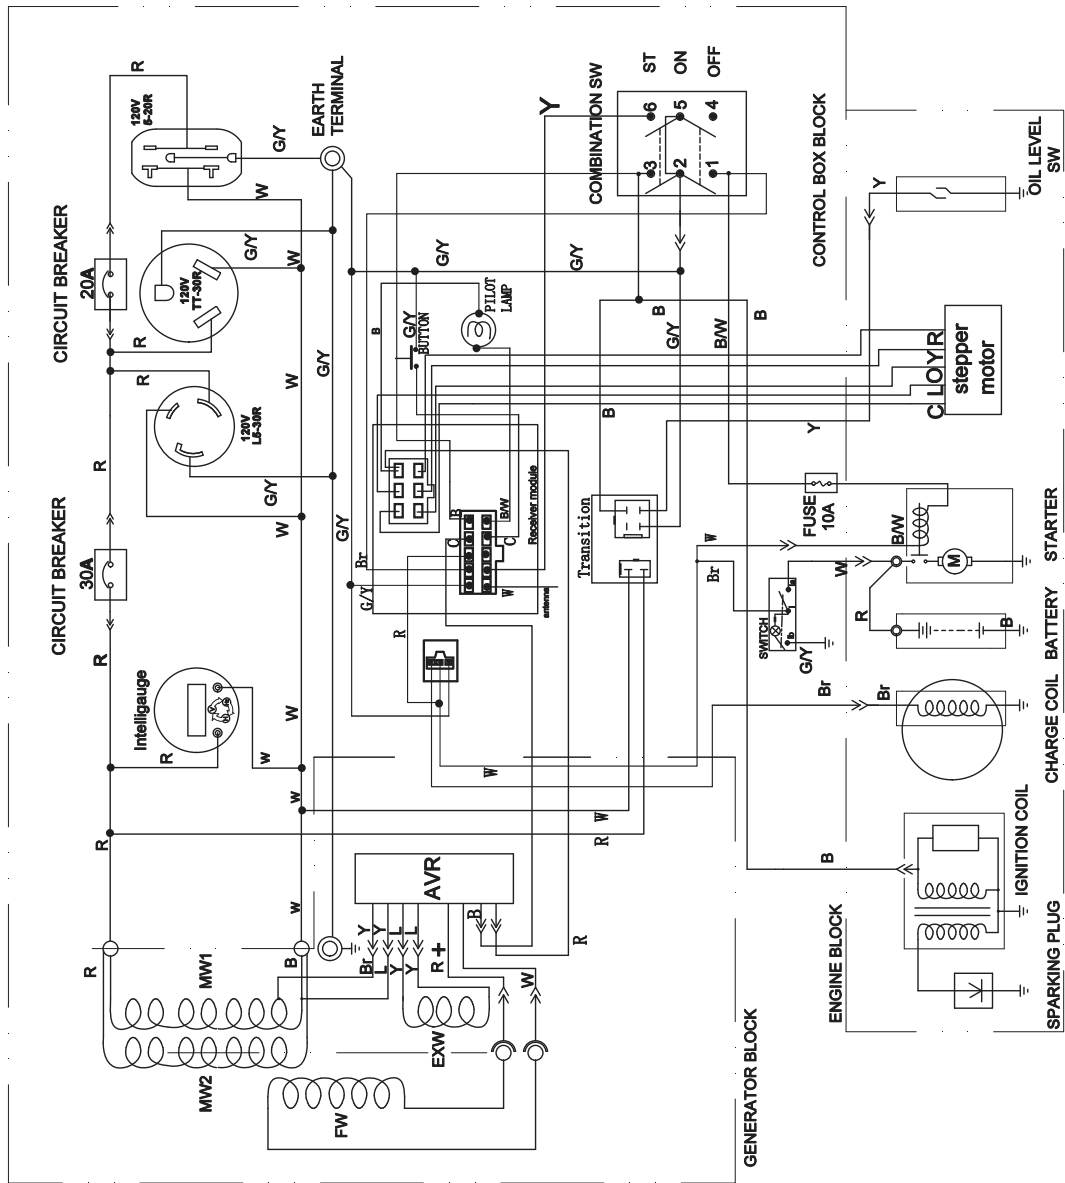 CIRCUIT BREAKER
20A
CIRCUIT BREAKER
30A
R
120V
5-20R
EARTH
TERMINAL
G/Y
W
120V
TT-30R
G/Y
W
R
R
120V
L5-30R
G/Y
W
W
G/Y
R
R
Intelligauge
R
W
W
W
R
R
W
B
MW1
MW2
FW
EXW
AVR
Br
L
Y
Y
Y
Y
L
L
R
+
W
B
R
COMBINATION SW
ST
ON
OFF
6
5
4
3
2
1
Y
G/Y
G/Y
B
G/Y
BUTTON
PILOT
LAMP
B
G/Y
B/W
B
B
Y
G/Y
Br
G/Y
R
B
C
B/W
C
W
Receiver module
antenna
Transition
W
R
W
W
Br
SWITCH
G/Y
FUSE
10A
Y
C L O Y R
stepper
motor
OIL LEVEL
SW
B/W
M
STARTER
W
R
BATTERY
B
CHARGE COIL
Br
Br
IGNITION COIL
B
SPARKING PLUG
CONTROL BOX BLOCK
ENGINE BLOCK
GENERATOR BLOCK